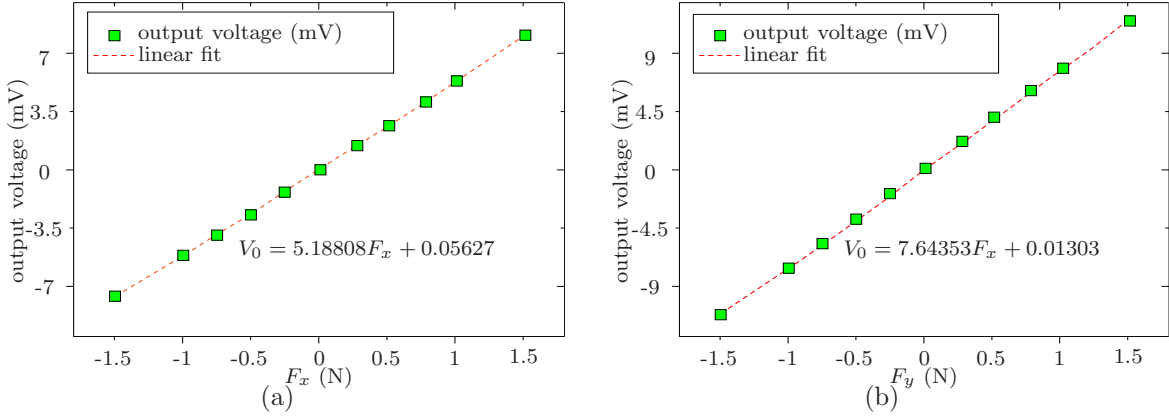 output voltage (mV)
linear fit
output voltage (mV)
7
3.5
0
-3.5
-7
V₀ = 5.18808Fₓ + 0.05627
-1.5 -1 -0.5 0 0.5 1 1.5
Fₓ (N)
(a)
output voltage (mV)
linear fit
output voltage (mV)
9
4.5
0
-4.5
-9
V₀ = 7.64353Fₓ + 0.01303
-1.5 -1 -0.5 0 0.5 1 1.5
F_y (N)
(b)